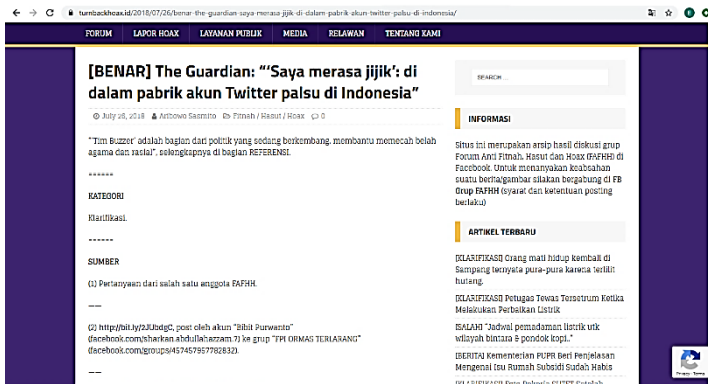 turnbackhoax.id/2018/07/26/benar-the-guardian-saya-merasa-jijik-di-dalam-pabrik-akun-twitter-palsu-di-indonesia/
FORUM LAPOR HOAX LAYANAN PUBLIK MEDIA RELAWAN TENTANG KAMI
[BENAR] The Guardian: “‘Saya merasa jijik’: di
dalam pabrik akun Twitter palsu di Indonesia”
July 26, 2018 Aribowo Sasmito Fitnah / Hasut / Hoax 0
“‘Tim Buzzer’ adalah bagian dari politik yang sedang berkembang, membantu memecah belah
agama dan rasial”, selengkapnya di bagian REFERENSI.
======
KATEGORI
Klarifikasi.
======
SUMBER
(1) Pertanyaan dari salah satu anggota FAFHH.
——
(2) http://bit.ly/2JUbdgC, post oleh akun “Bibit Purwanto”
(facebook.com/sharkan.abdullahazzam.7) ke grup “FPI ORMAS TERLARANG”
(facebook.com/groups/457457957782832).
——
SEARCH ...
INFORMASI
Situs ini merupakan arsip hasil diskusi grup
Forum Anti Fitnah, Hasut dan Hoax (FAFHH) di
Facebook. Untuk menanyakan keabsahan
suatu berita/gambar silakan bergabung di FB
Grup FAFHH (syarat dan ketentuan posting
berlaku)
ARTIKEL TERBARU
[KLARIFIKASI] Orang mati hidup kembali di
Sampang ternyata pura-pura karena terlilit
hutang.
[KLARIFIKASI] Petugas Tewas Tersetrum Ketika
Melakukan Perbaikan Listrik
[SALAH] “Jadwal pemadaman listrik utk
wilayah bintara & pondok kopi..”
[BERITA] Kementerian PUPR Beri Penjelasan
Mengenai Isu Rumah Subsidi Sudah Habis
Privacy - Terms